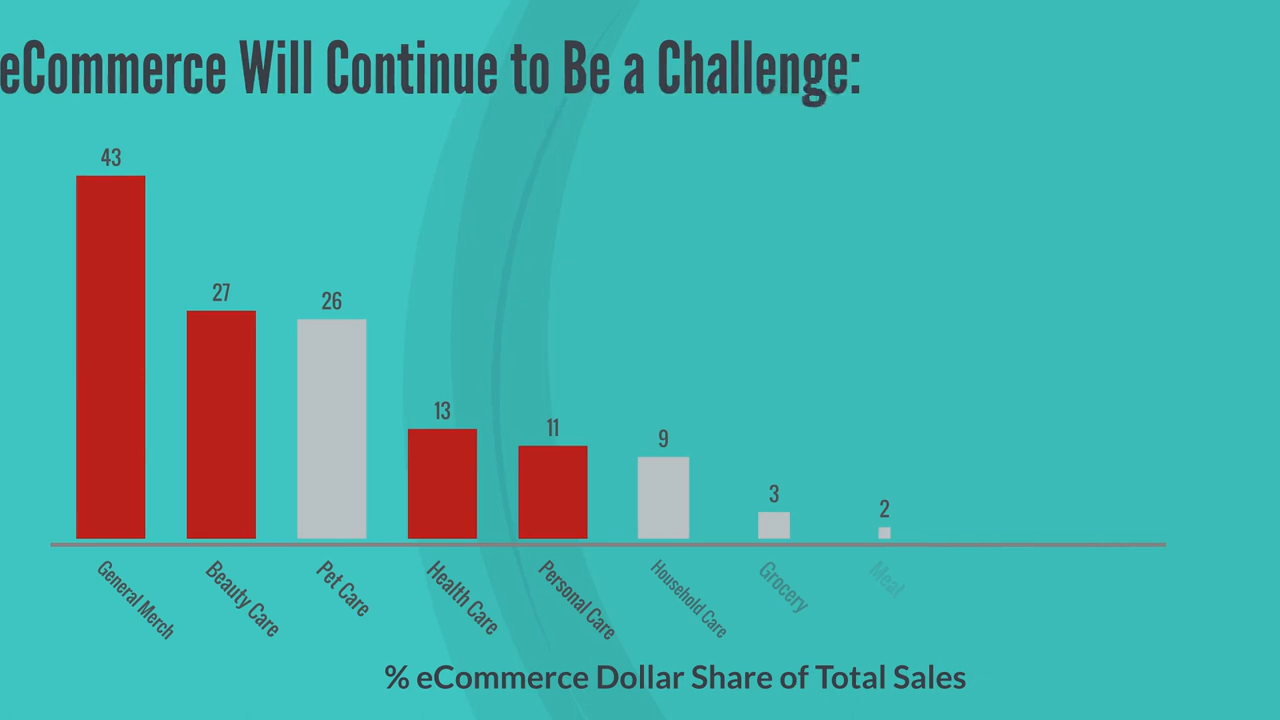 eCommerce Will Continue to Be a Challenge:
43
27
26
13
11
9
3
2
General Merch
Beauty Care
Pet Care
Health Care
Personal Care
Household Care
Grocery
Meat
% eCommerce Dollar Share of Total Sales